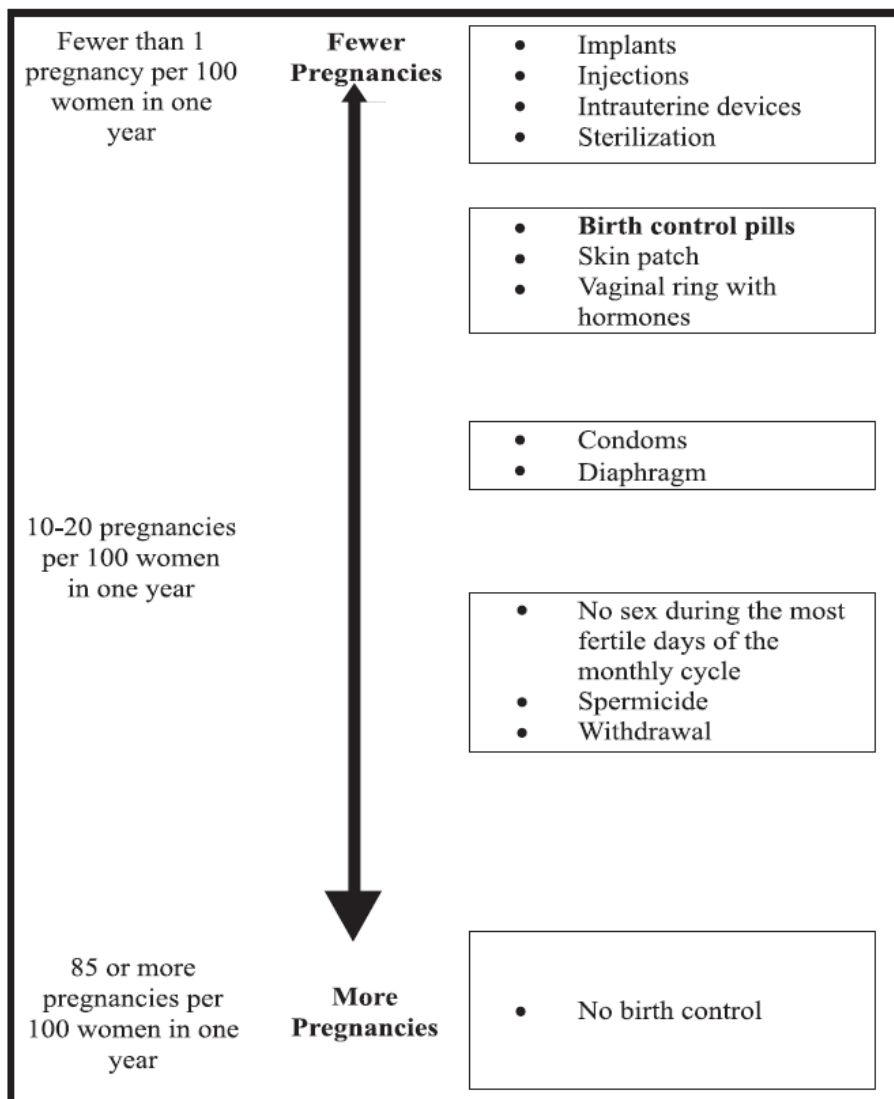 Fewer than 1
pregnancy per 100
women in one
year
Fewer
Pregnancies
• Implants
• Injections
• Intrauterine devices
• Sterilization
• Birth control pills
• Skin patch
• Vaginal ring with
hormones
• Condoms
• Diaphragm
10-20 pregnancies
per 100 women
in one year
• No sex during the most
fertile days of the
monthly cycle
• Spermicide
• Withdrawal
85 or more
pregnancies per
100 women in one
year
More
Pregnancies
• No birth control